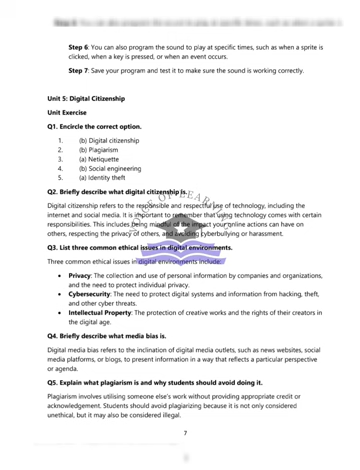 Step 6: You can also program the sound to play at specific times, such as when a sprite is
clicked, when a key is pressed, or when an event occurs.
Step 7: Save your program and test it to make sure the sound is working correctly.
Unit 5: Digital Citizenship
Unit Exercise
Q1. Encircle the correct option.
1. (b) Digital citizenship
2. (b) Plagiarism
3. (a) Netiquette
4. (b) Social engineering
5. (a) Identity theft
Q2. Briefly describe what digital citizenship is.
Digital citizenship refers to the responsible and respectful use of technology, including the
internet and social media. It is important to remember that using technology comes with certain
responsibilities. This includes being mindful of the impact your online actions can have on
others, respecting the privacy of others, and avoiding cyberbullying or harassment.
Q3. List three common ethical issues in digital environments.
Three common ethical issues in digital environments include:
• Privacy: The collection and use of personal information by companies and organizations,
and the need to protect individual privacy.
• Cybersecurity: The need to protect digital systems and information from hacking, theft,
and other cyber threats.
• Intellectual Property: The protection of creative works and the rights of their creators in
the digital age.
Q4. Briefly describe what media bias is.
Digital media bias refers to the inclination of digital media outlets, such as news websites, social
media platforms, or blogs, to present information in a way that reflects a particular perspective
or agenda.
Q5. Explain what plagiarism is and why students should avoid doing it.
Plagiarism involves utilising someone else's work without providing appropriate credit or
acknowledgement. Students should avoid plagiarizing because it is not only considered
unethical, but it may also be considered illegal.
7